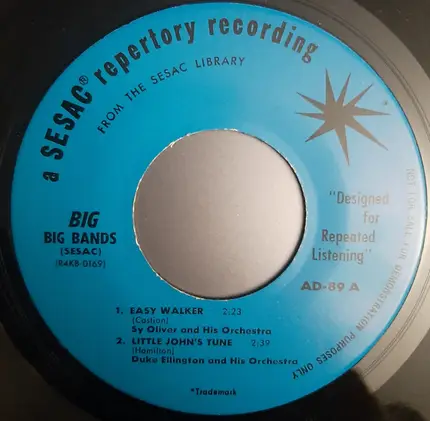 a SESAC® repertory recording
FROM THE SESAC LIBRARY
BIG
BIG BANDS
(SESAC)
(R4KB-0169)
"Designed
for
Repeated
Listening"
AD-89 A
NOT FOR SALE FOR DEMONSTRATION PURPOSES ONLY
1. EASY WALKER 2:23
(Castion)
Sy Oliver and His Orchestra
2. LITTLE JOHN'S TUNE 2:39
(Hamilton)
Duke Ellington and His Orchestra
*Trademark